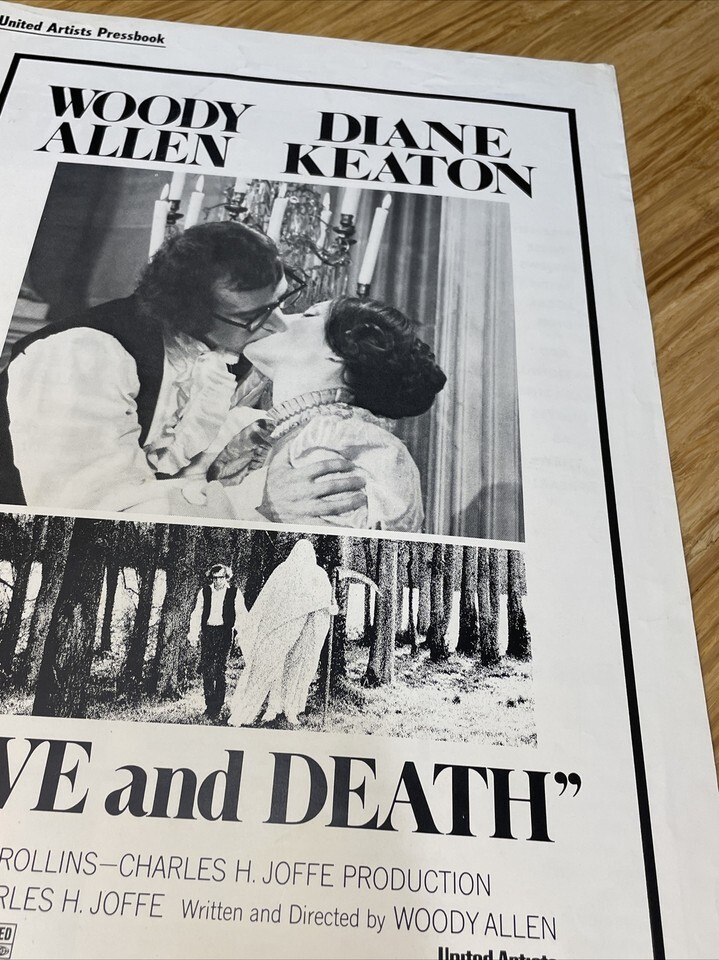 United Artists Pressbook
WOODY DIANE
ALLEN KEATON
VE and DEATH”
ROLLINS—CHARLES H. JOFFE PRODUCTION
RLES H. JOFFE Written and Directed by WOODY ALLEN
ED
United Artists